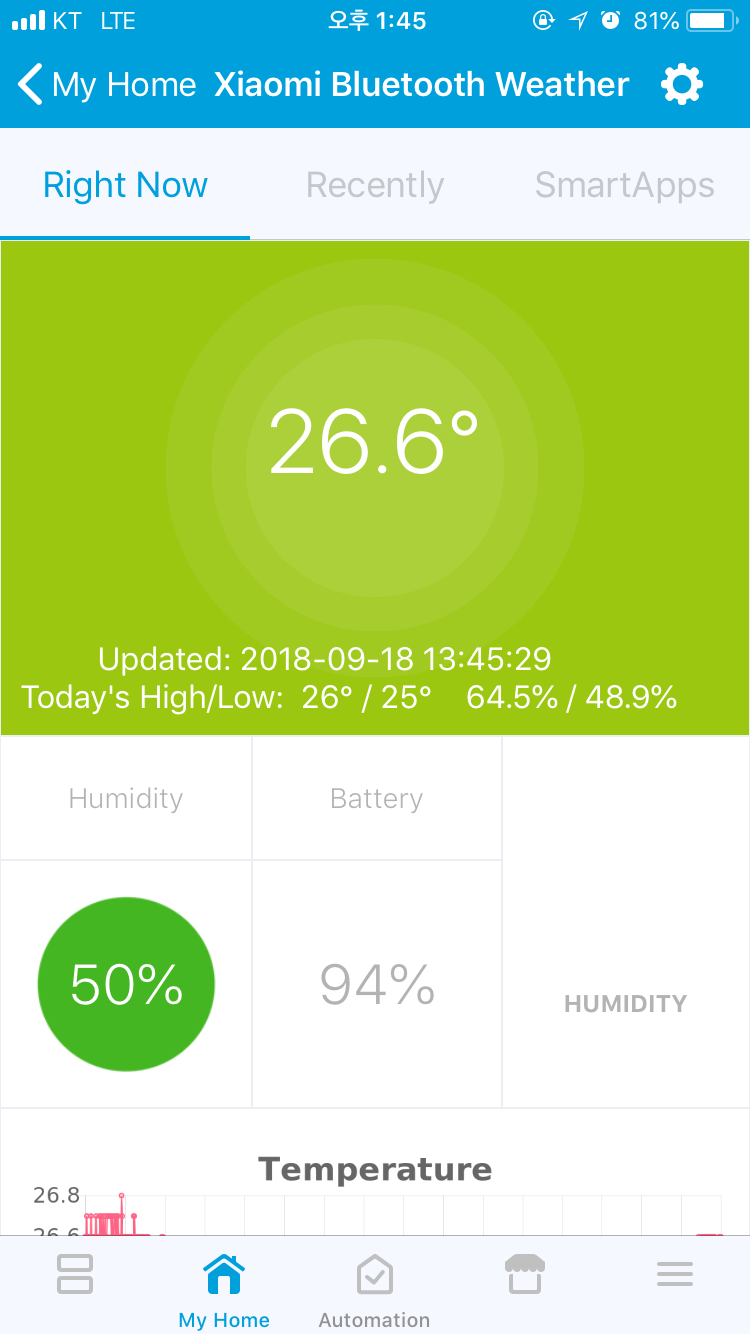 KT LTE 오후 1:45 81%
My Home Xiaomi Bluetooth Weather
Right Now Recently SmartApps
26.6°
Updated: 2018-09-18 13:45:29
Today's High/Low: 26° / 25° 64.5% / 48.9%
Humidity Battery
50% 94% HUMIDITY
Temperature
26.8
26.6
My Home Automation